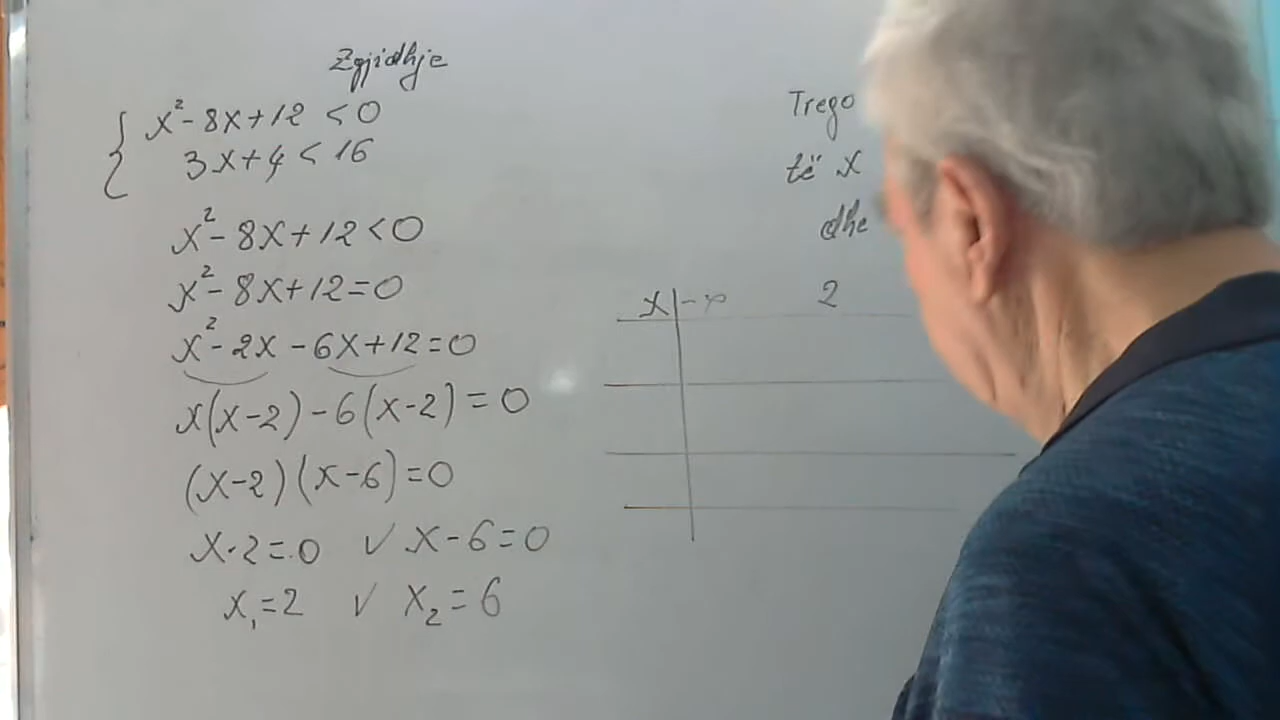 Zgjidhje
x² - 8x + 12 < 0
3x + 4 < 16
x² - 8x + 12 < 0
x² - 8x + 12 = 0
x² - 2x - 6x + 12 = 0
x(x - 2) - 6(x - 2) = 0
(x - 2)(x - 6) = 0
x - 2 = 0 ∨ x - 6 = 0
x₁ = 2 ∨ x₂ = 6
Trego
të x
dhe
x -∞ 2